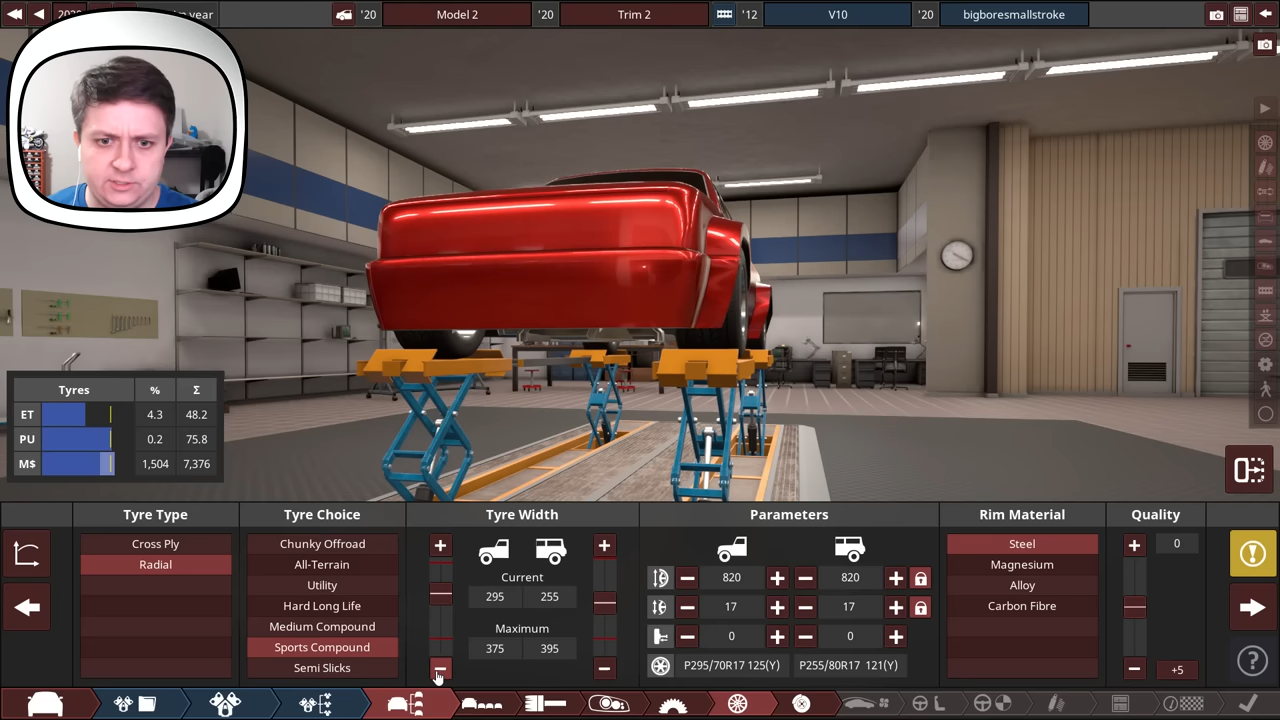 '20 Model 2 '20 Trim 2 '12 V10 '20 bigboresmallstroke
Tyres % Σ
ET 4.3 48.2
PU 0.2 75.8
M$ 1,504 7,376
Tyre Type
Cross Ply
Radial
Tyre Choice
Chunky Offroad
All-Terrain
Utility
Hard Long Life
Medium Compound
Sports Compound
Semi Slicks
Tyre Width
Current
295 255
Maximum
375 395
Parameters
820 820
17 17
0 0
P295/70R17 125(Y) P255/80R17 121(Y)
Rim Material
Steel
Magnesium
Alloy
Carbon Fibre
Quality
0
+5